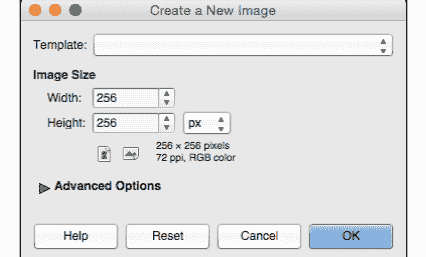 Create a New Image
Template:
Image Size
Width: 256
Height: 256 px
256 × 256 pixels
72 ppi, RGB color
Advanced Options
Help Reset Cancel OK